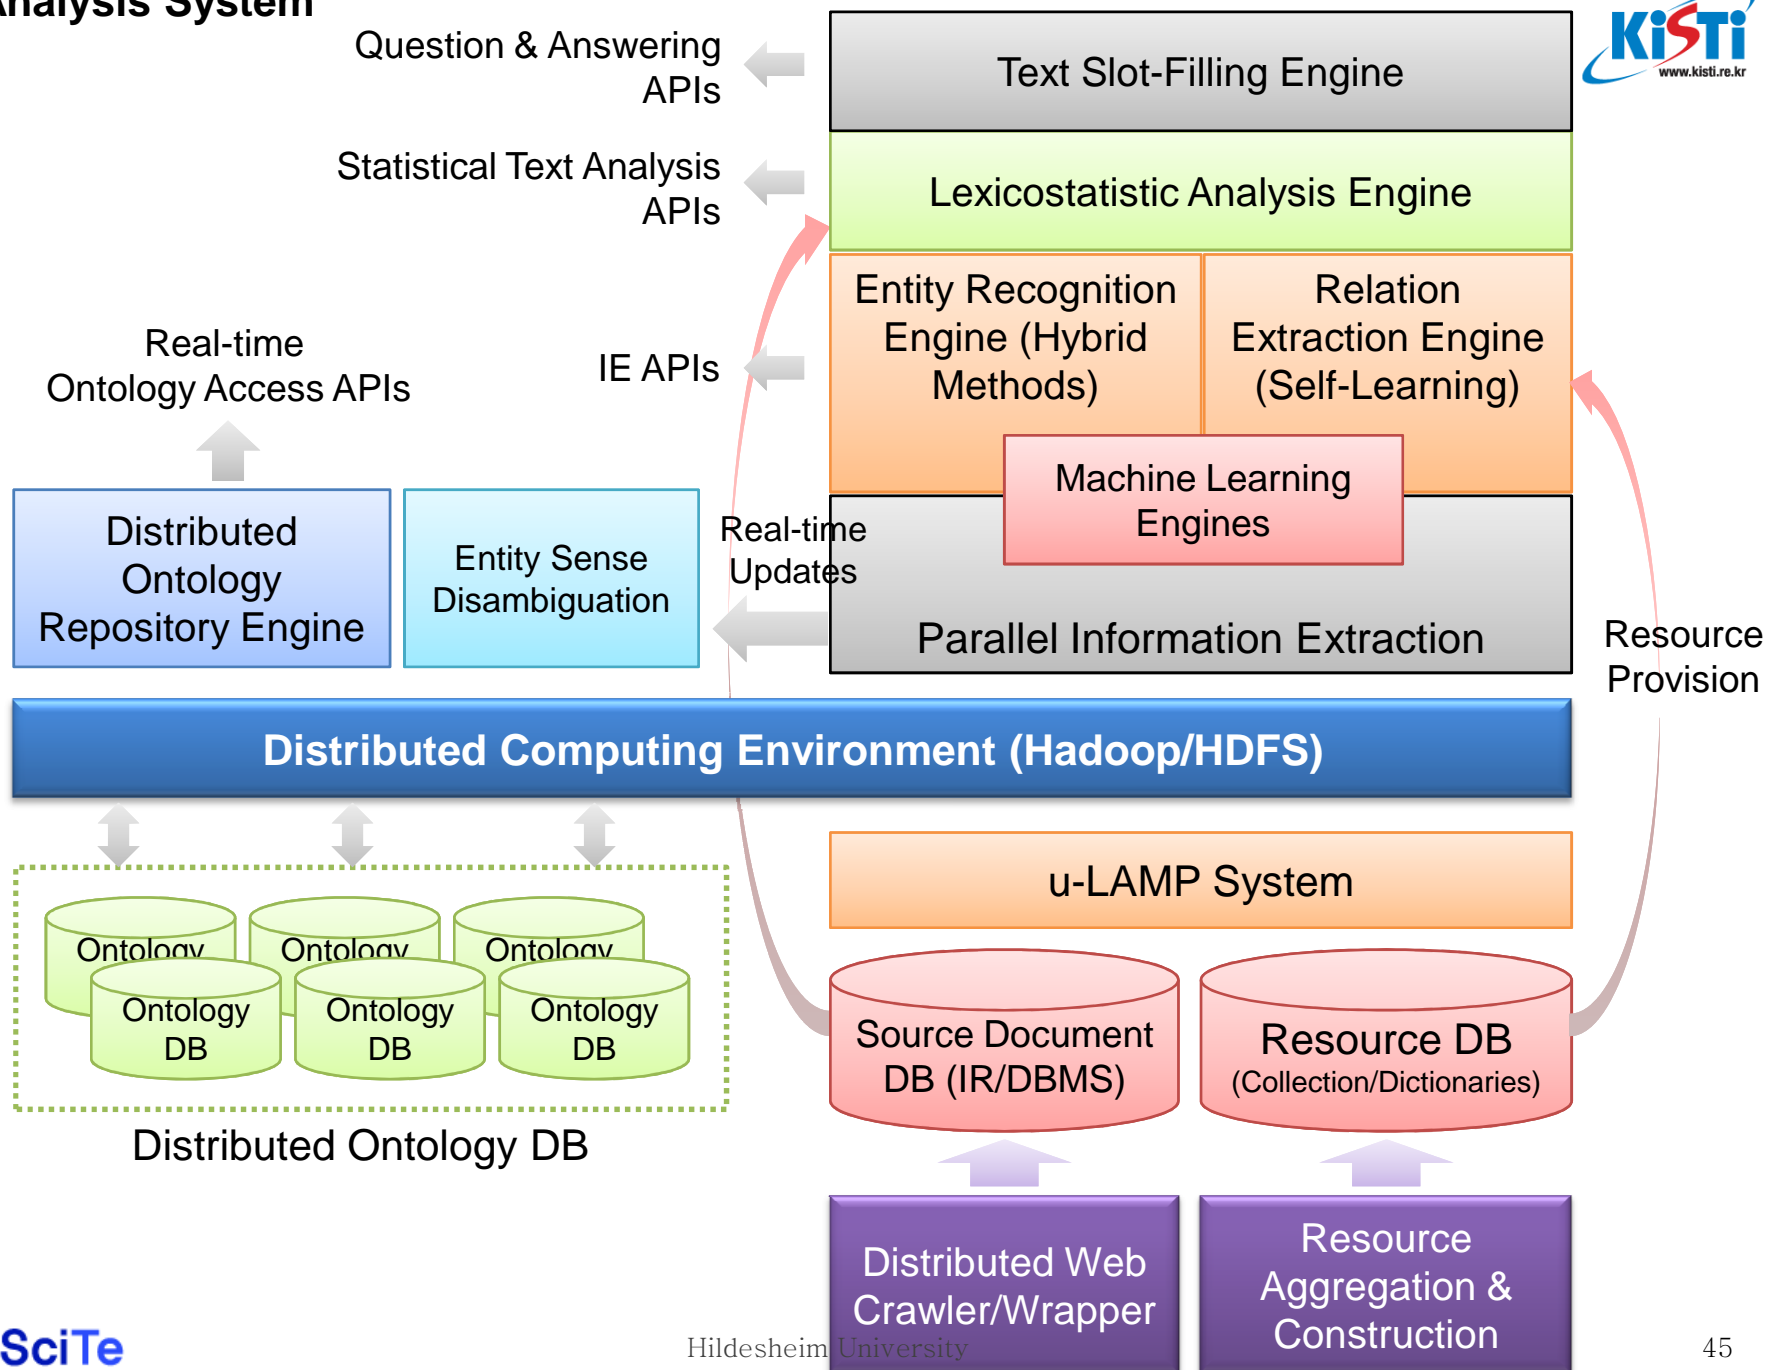 Analysis System
KiSTi
www.kisti.re.kr
Question & Answering
APIs
Text Slot-Filling Engine
Statistical Text Analysis
APIs
Lexicostatistic Analysis Engine
Entity Recognition
Engine (Hybrid
Methods)
Relation
Extraction Engine
(Self-Learning)
IE APIs
Real-time
Ontology Access APIs
Machine Learning
Engines
Distributed
Ontology
Repository Engine
Entity Sense
Disambiguation
Real-time
Updates
Parallel Information Extraction
Resource
Provision
Distributed Computing Environment (Hadoop/HDFS)
u-LAMP System
Ontology
Ontology
Ontology
Ontology
DB
Ontology
DB
Ontology
DB
Distributed Ontology DB
Source Document
DB (IR/DBMS)
Resource DB
(Collection/Dictionaries)
Distributed Web
Crawler/Wrapper
Resource
Aggregation &
Construction
SciTe
Hildesheim University
45